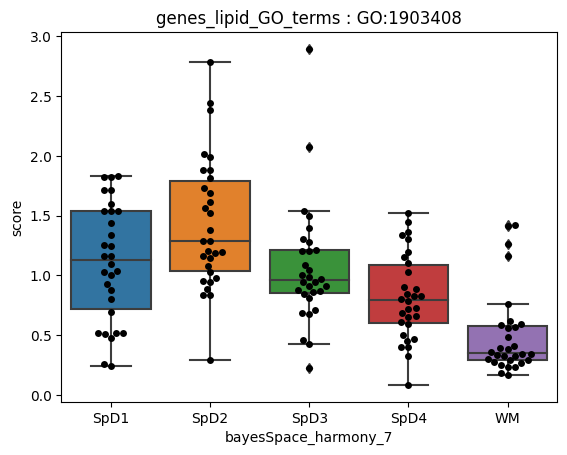 genes_lipid_GO_terms : GO:1903408
3.0
2.5
2.0
1.5
1.0
0.5
0.0
score
SpD1 SpD2 SpD3 SpD4 WM
bayesSpace_harmony_7